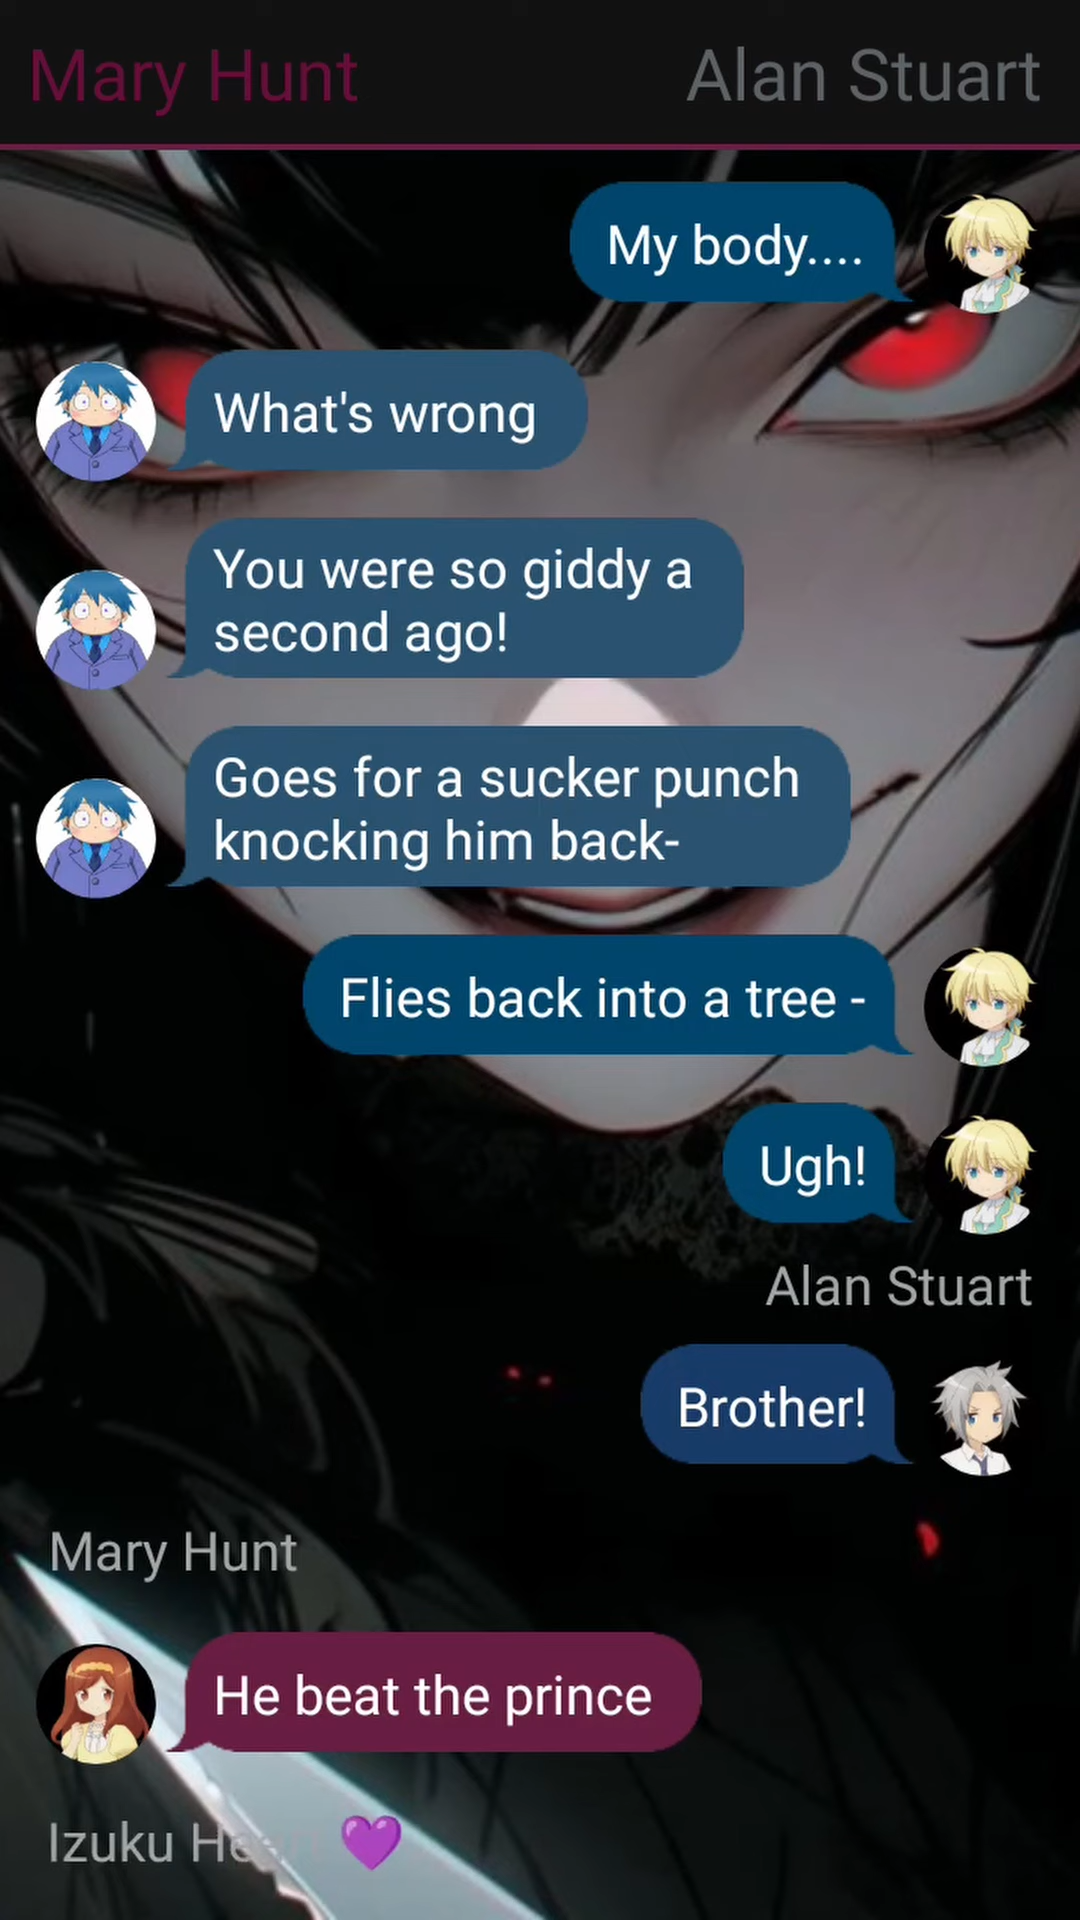 Mary Hunt
Alan Stuart
My body....
What's wrong
You were so giddy a
second ago!
Goes for a sucker punch
knocking him back-
Flies back into a tree -
Ugh!
Alan Stuart
Brother!
Mary Hunt
He beat the prince
Izuku 💜